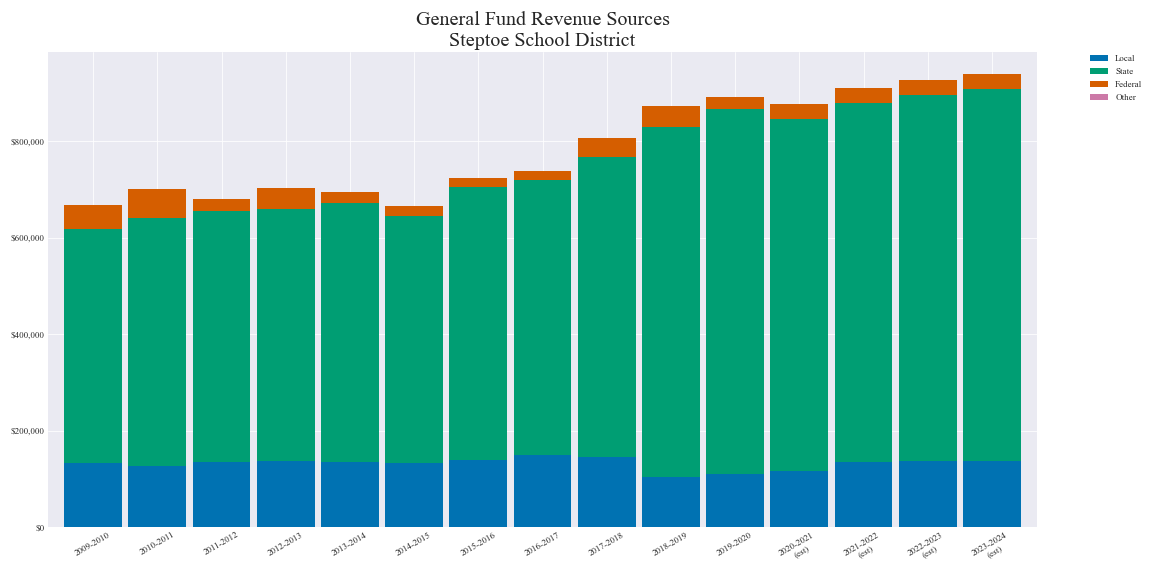 General Fund Revenue Sources
Steptoe School District
Local
State
Federal
Other
$800,000
$600,000
$400,000
$200,000
$0
2009-2010
2010-2011
2011-2012
2012-2013
2013-2014
2014-2015
2015-2016
2016-2017
2017-2018
2018-2019
2019-2020
2020-2021
(est)
2021-2022
(est)
2022-2023
(est)
2023-2024
(est)